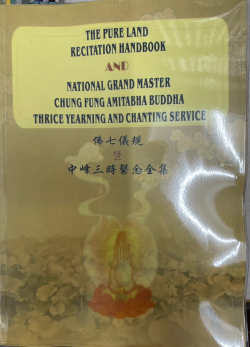 THE PURE LAND
RECITATION HANDBOOK
AND
NATIONAL GRAND MASTER
CHUNG FUNG AMITABHA BUDDHA
THRICE YEARNING AND CHANTING SERVICE
佛七儀規
暨
中峰三時繫念全集